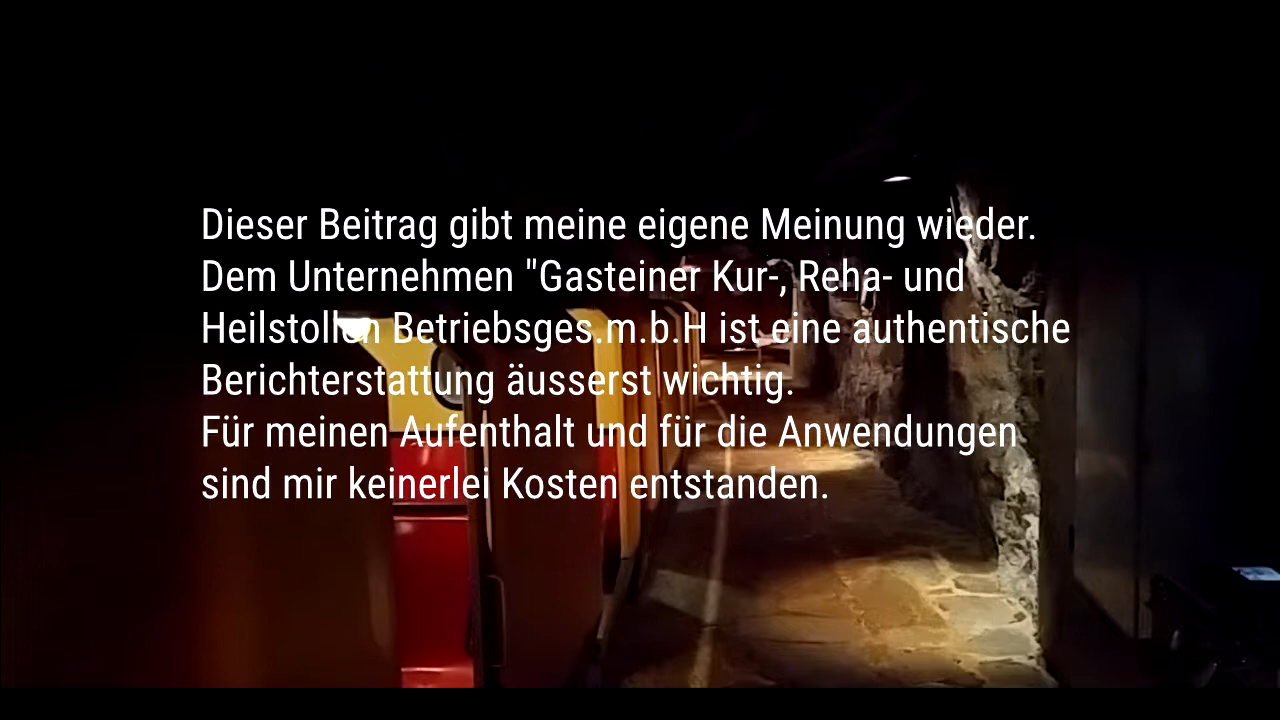 Dieser Beitrag gibt meine eigene Meinung wieder.
Dem Unternehmen "Gasteiner Kur-, Reha- und
Heilstollen Betriebsges.m.b.H ist eine authentische
Berichterstattung äusserst wichtig.
Für meinen Aufenthalt und für die Anwendungen
sind mir keinerlei Kosten entstanden.